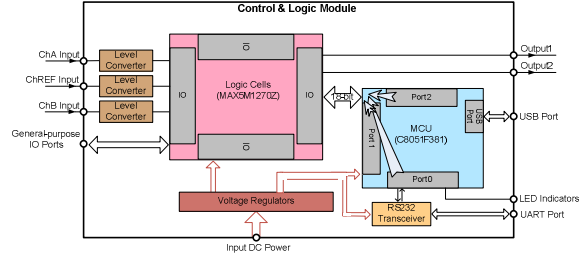 Control & Logic Module
ChA Input
Level
Converter
ChREF Input
Level
Converter
ChB Input
Level
Converter
General-purpose
IO Ports
IO
IO
Logic Cells
(MAX5M1270Z)
IO
IO
18-bit
Port2
Port 1
MCU
(C8051F381)
USB
Port
Port0
Output1
Output2
USB Port
LED Indicators
UART Port
RS232
Transceiver
Voltage Regulators
Input DC Power